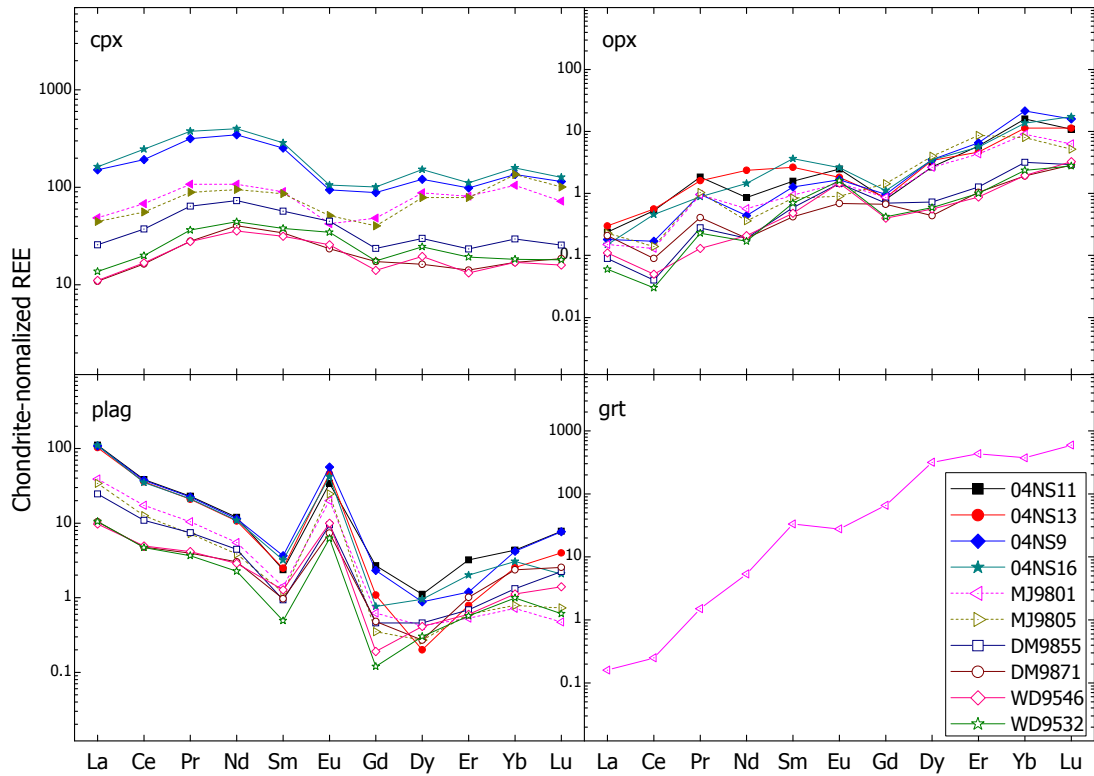 cpx
opx
1000
100
10
100
10
1
0.1
0.01
Chondrite-nomalized REE
plag
grt
100
10
1
0.1
1000
100
10
1
0.1
04NS11
04NS13
04NS9
04NS16
MJ9801
MJ9805
DM9855
DM9871
WD9546
WD9532
La Ce Pr Nd Sm Eu Gd Dy Er Yb Lu
La Ce Pr Nd Sm Eu Gd Dy Er Yb Lu